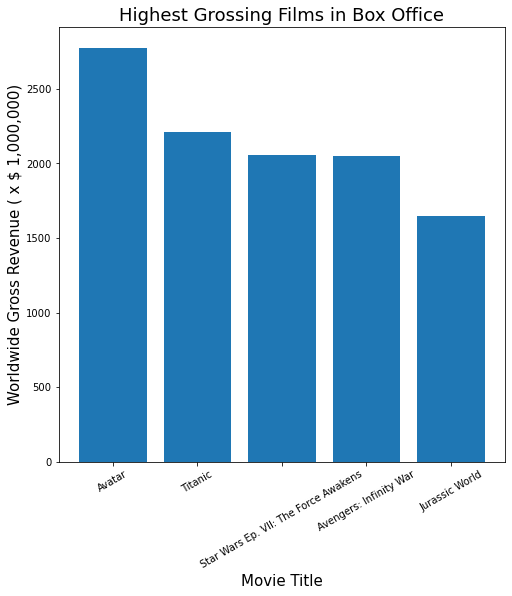 Highest Grossing Films in Box Office
Worldwide Gross Revenue ( x $ 1,000,000)
2500
2000
1500
1000
500
0
Avatar
Titanic
Star Wars Ep. VII: The Force Awakens
Avengers: Infinity War
Jurassic World
Movie Title